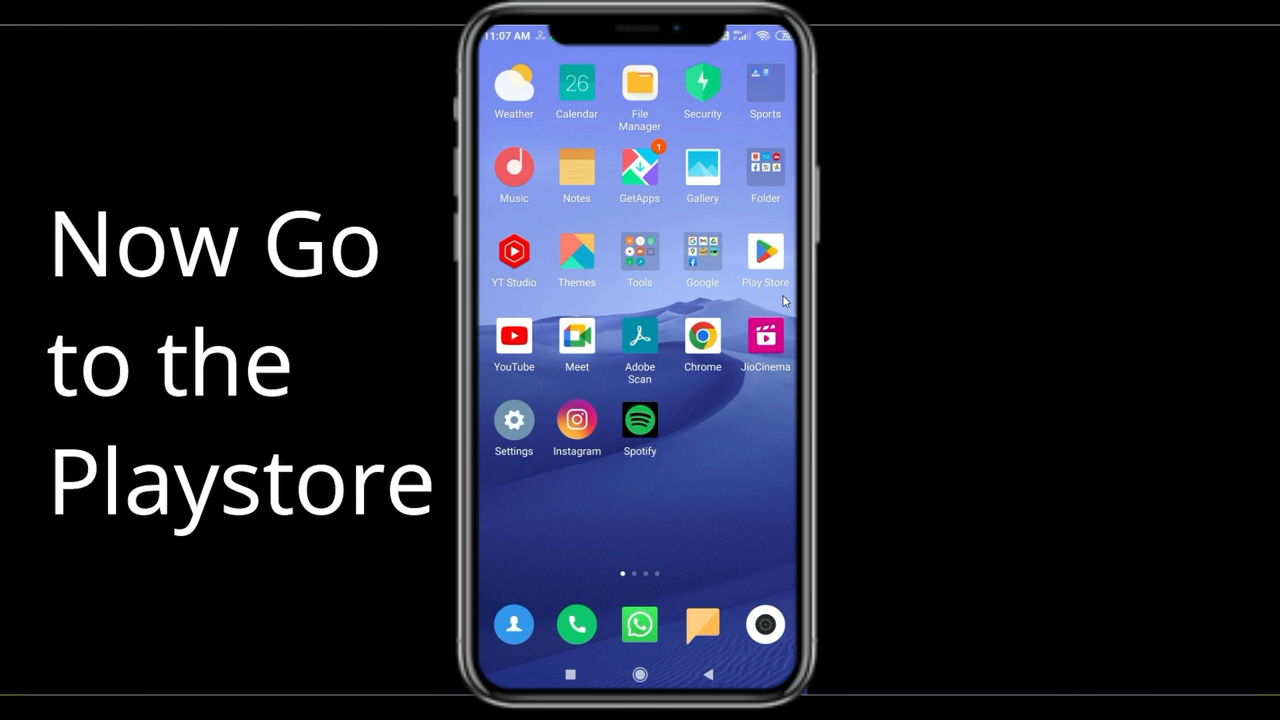 Now Go
to the
Playstore
11:07 AM
26
Weather
Calendar
File
Manager
Security
Sports
1
Music
Notes
GetApps
Gallery
Folder
YT Studio
Themes
Tools
Google
Play Store
YouTube
Meet
Adobe
Scan
Chrome
JioCinema
Settings
Instagram
Spotify